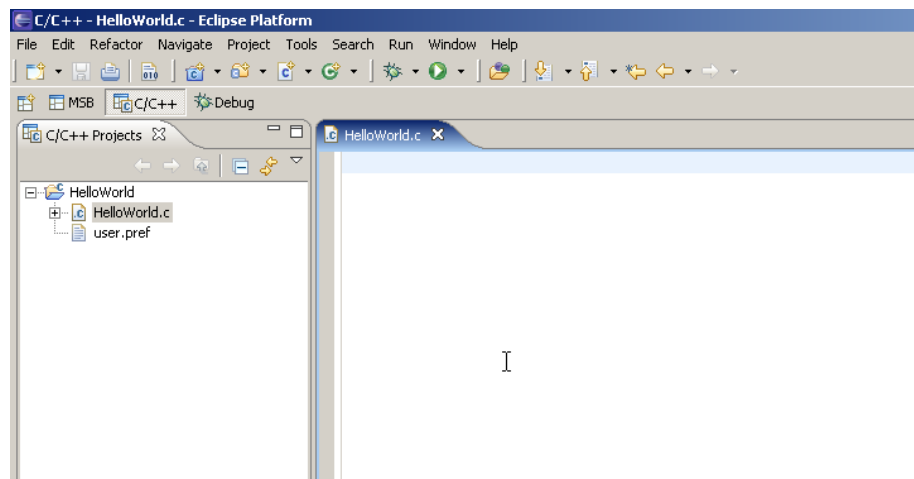 C/C++ - HelloWorld.c - Eclipse Platform
File Edit Refactor Navigate Project Tools Search Run Window Help
010
MSB C/C++ Debug
C/C++ Projects
HelloWorld.c
HelloWorld
HelloWorld.c
user.pref